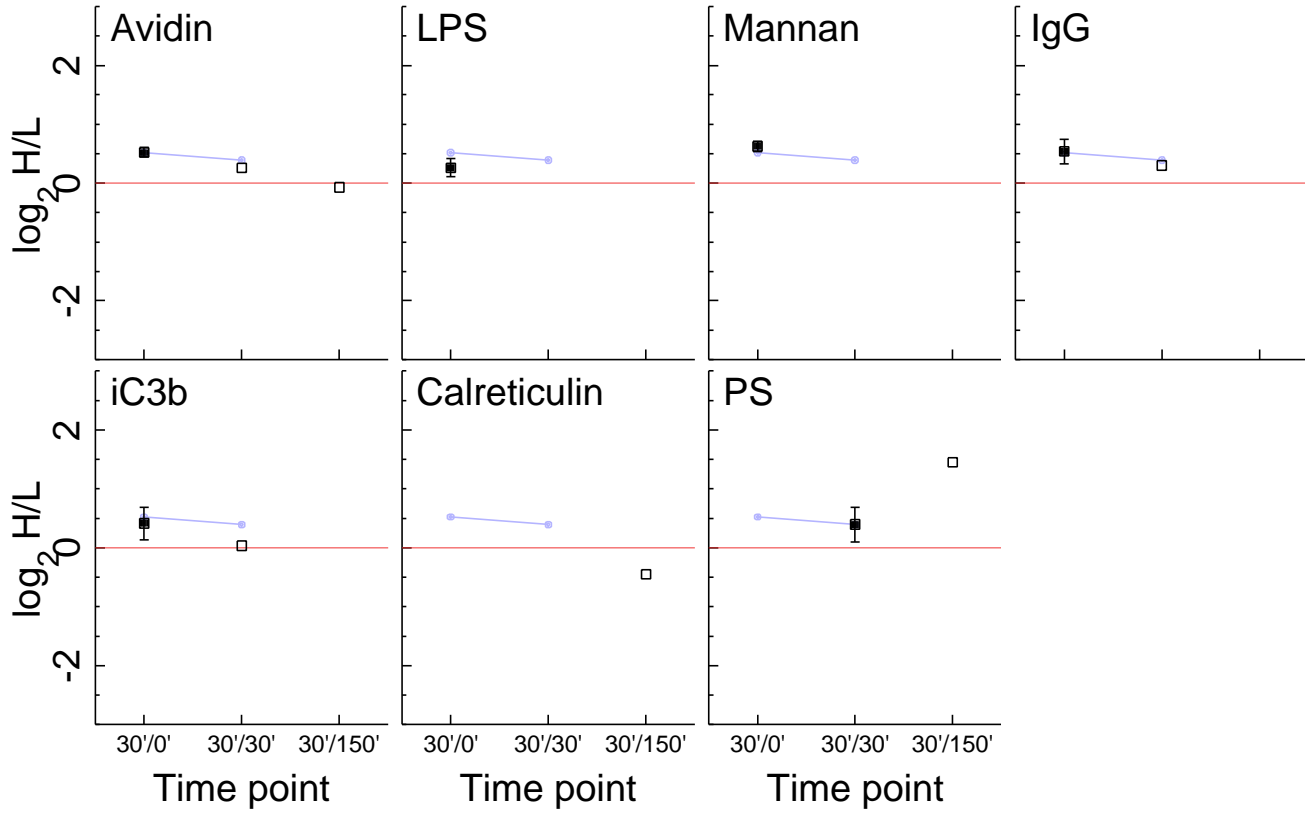 Avidin LPS Mannan IgG
2
0
-2
log2 H/L
iC3b Calreticulin PS
2
0
-2
log2 H/L
30'/0' 30'/30' 30'/150' 30'/0' 30'/30' 30'/150' 30'/0' 30'/30' 30'/150'
Time point Time point Time point